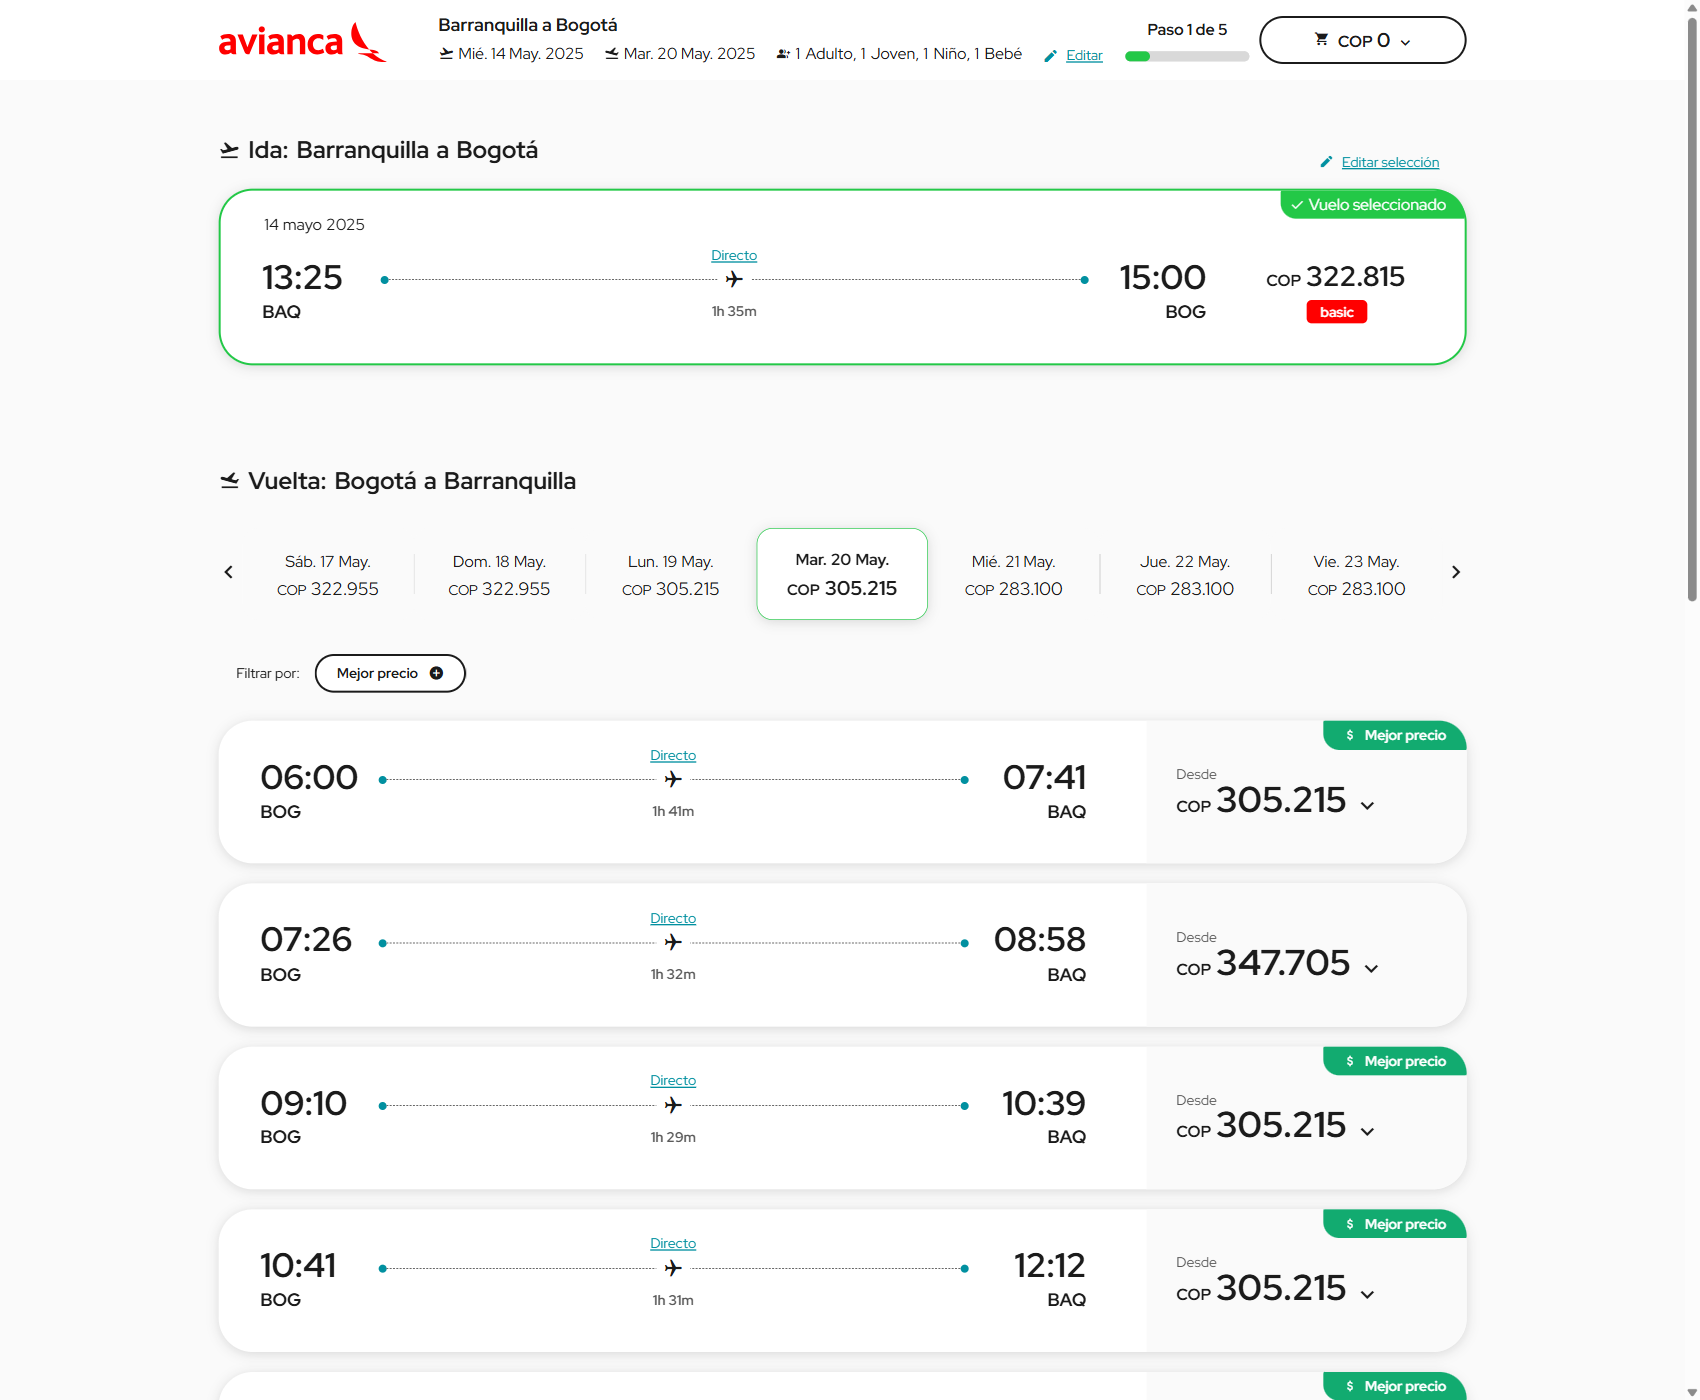 avianca
Barranquilla a Bogotá
Mié. 14 May. 2025 Mar. 20 May. 2025 1 Adulto, 1 Joven, 1 Niño, 1 Bebé Editar
Paso 1 de 5
COP 0
Ida: Barranquilla a Bogotá
Editar selección
Vuelo seleccionado
14 mayo 2025
Directo
13:25 15:00 COP 322.815
BAQ 1h 35m BOG basic
Vuelta: Bogotá a Barranquilla
Sáb. 17 May. Dom. 18 May. Lun. 19 May. Mar. 20 May. Mié. 21 May. Jue. 22 May. Vie. 23 May.
COP 322.955 COP 322.955 COP 305.215 COP 305.215 COP 283.100 COP 283.100 COP 283.100
Filtrar por: Mejor precio
$ Mejor precio
Directo
06:00 07:41 Desde
COP 305.215
BOG 1h 41m BAQ
Directo
07:26 08:58 Desde
COP 347.705
BOG 1h 32m BAQ
$ Mejor precio
Directo
09:10 10:39 Desde
COP 305.215
BOG 1h 29m BAQ
$ Mejor precio
Directo
10:41 12:12 Desde
COP 305.215
BOG 1h 31m BAQ
$ Mejor precio